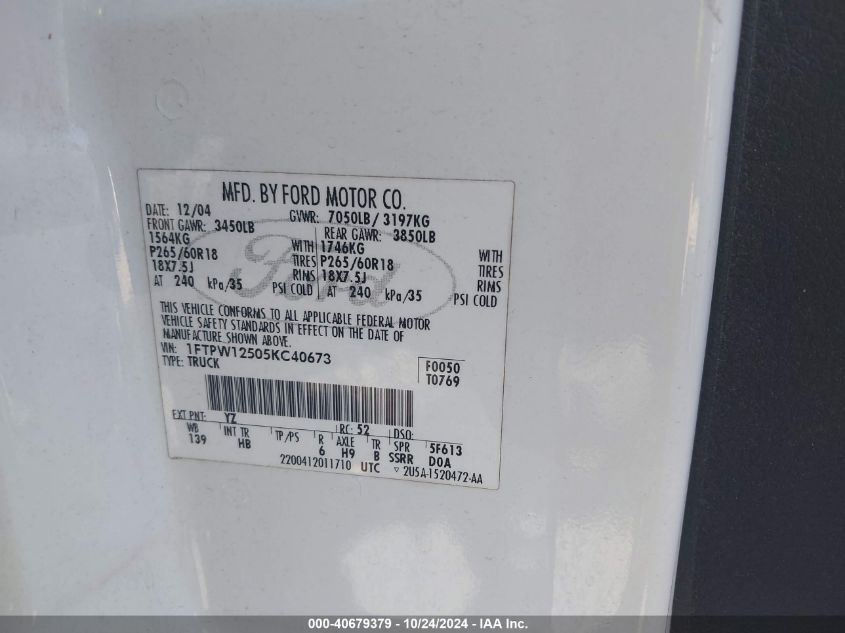 MFD. BY FORD MOTOR CO.
DATE: 12/04 GVWR: 7050LB / 3197KG
FRONT GAWR: 3450LB REAR GAWR: 3850LB
1564KG WITH 1746KG WITH
P265/60R18 TIRES P265/60R18 TIRES
18X7.5J RIMS 18X7.5J RIMS
AT 240 kPa/35 PSI COLD AT 240 kPa/35 PSI COLD
THIS VEHICLE CONFORMS TO ALL APPLICABLE FEDERAL MOTOR
VEHICLE SAFETY STANDARDS IN EFFECT ON THE DATE OF
MANUFACTURE SHOWN ABOVE.
VIN: 1FTPW12505KC40673 F0050
TYPE: TRUCK T0769
EXT PNT: YZ RC: 52 DSO:
WB INT TR TP/PS R AXLE TR SPR 5F613
139 HB 6 H9 B SSRR DOA
2200412011710 UTC ▽ 2U5A-1520472-AA
Ford
000-40679379 - 10/24/2024 - IAA Inc.